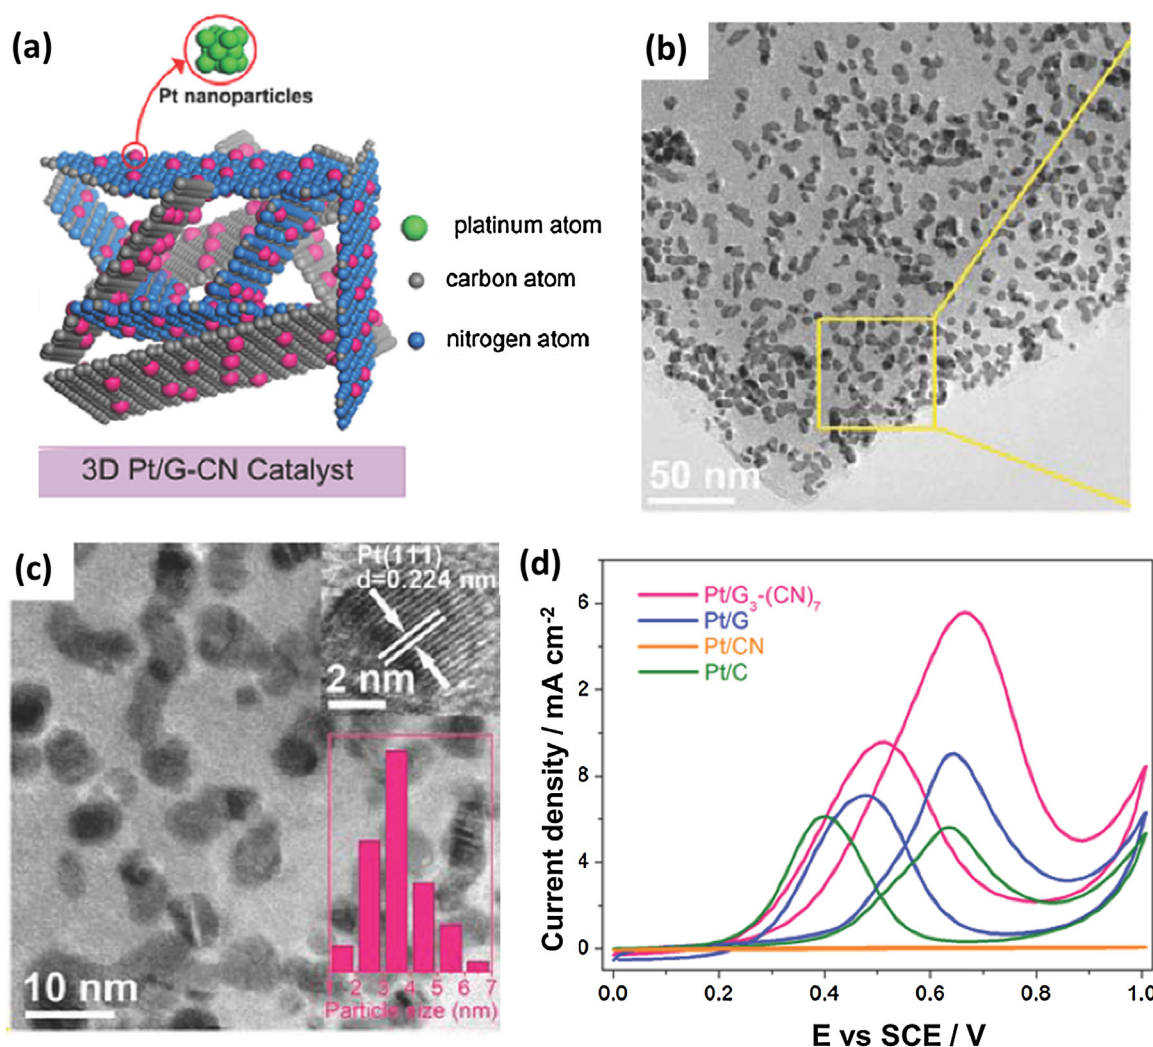 (a)
Pt nanoparticles
platinum atom
carbon atom
nitrogen atom
3D Pt/G-CN Catalyst
(b)
50 nm
(c)
Pt(111)
d=0.224 nm
2 nm
10 nm
1 2 3 4 5 6 7
Particle size (nm)
(d)
Pt/G3-(CN)7
Pt/G
Pt/CN
Pt/C
6
2
8
4
0
0.0 0.2 0.4 0.6 0.8 1.0
Current density / mA cm-2
E vs SCE / V